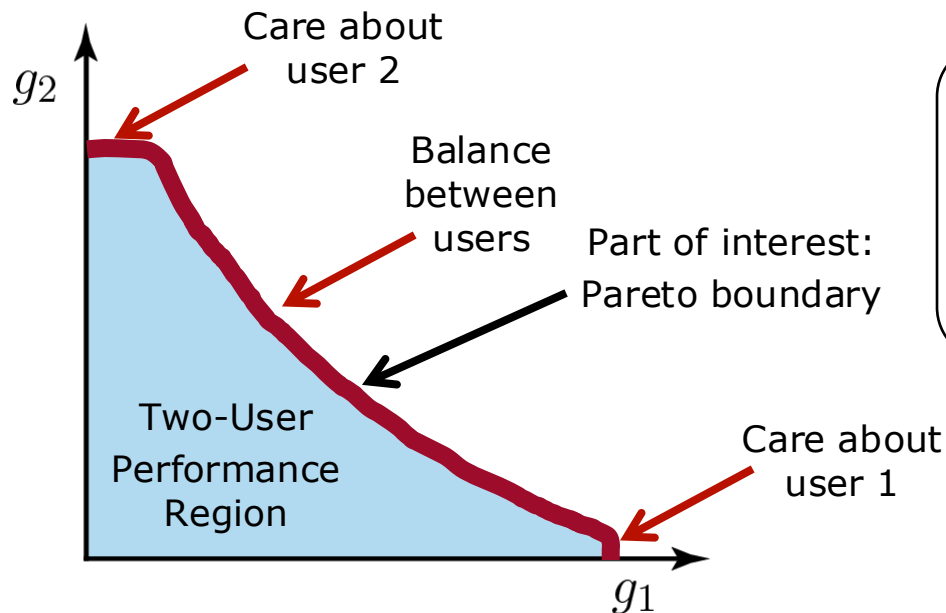 Care about
user 2
g₂
Balance
between
users
Part of interest:
Pareto boundary
Two-User
Performance
Region
Care about
user 1
g₁